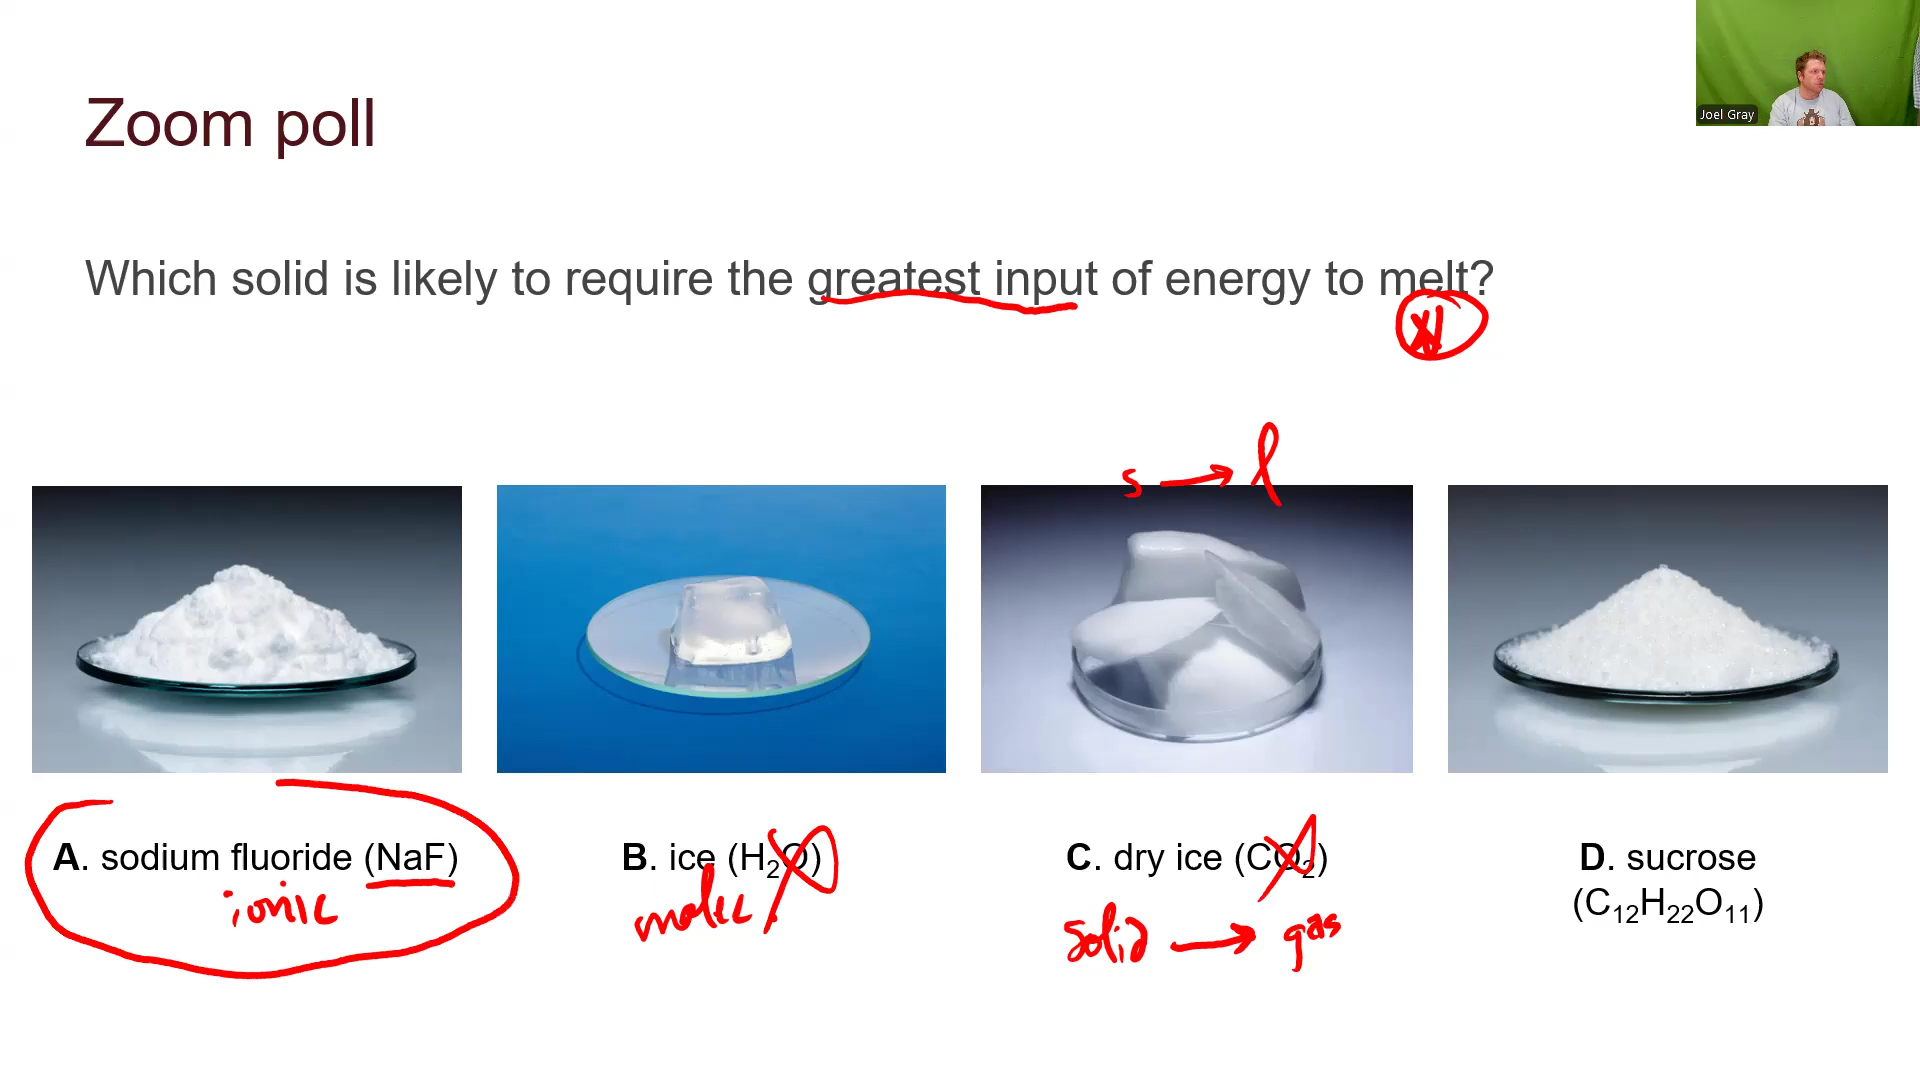 Joel Gray
Zoom poll
Which solid is likely to require the greatest input of energy to melt?
s → l
A. sodium fluoride (NaF)
ionic
B. ice (H₂O)
molec.
C. dry ice (CO₂)
solid → gas
D. sucrose
(C₁₂H₂₂O₁₁)